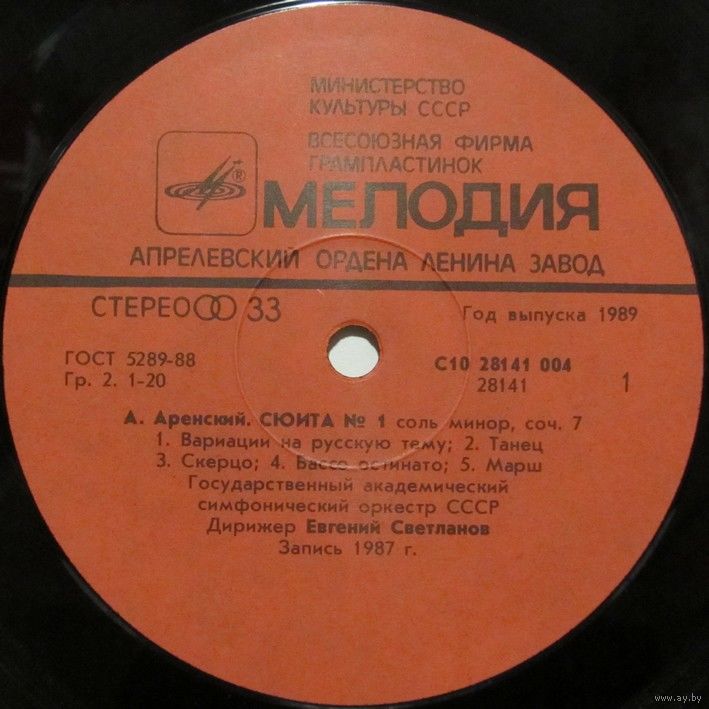 МИНИСТЕРСТВО
КУЛЬТУРЫ СССР
ВСЕСОЮЗНАЯ ФИРМА
ГРАМПЛАСТИНОК
®
МЕЛОДИЯ
АПРЕЛЕВСКИЙ ОРДЕНА ЛЕНИНА ЗАВОД
СТЕРЕО 33
Год выпуска 1989
ГОСТ 5289-88
Гр. 2. 1-20
С10 28141 004
28141
1
А. Аренский. СЮИТА № 1 соль минор, соч. 7
1. Вариации на русскую тему; 2. Танец
3. Скерцо; 4. Бассо остинато; 5. Марш
Государственный академический
симфонический оркестр СССР
Дирижер Евгений Светланов
Запись 1987 г.
www.ay.by